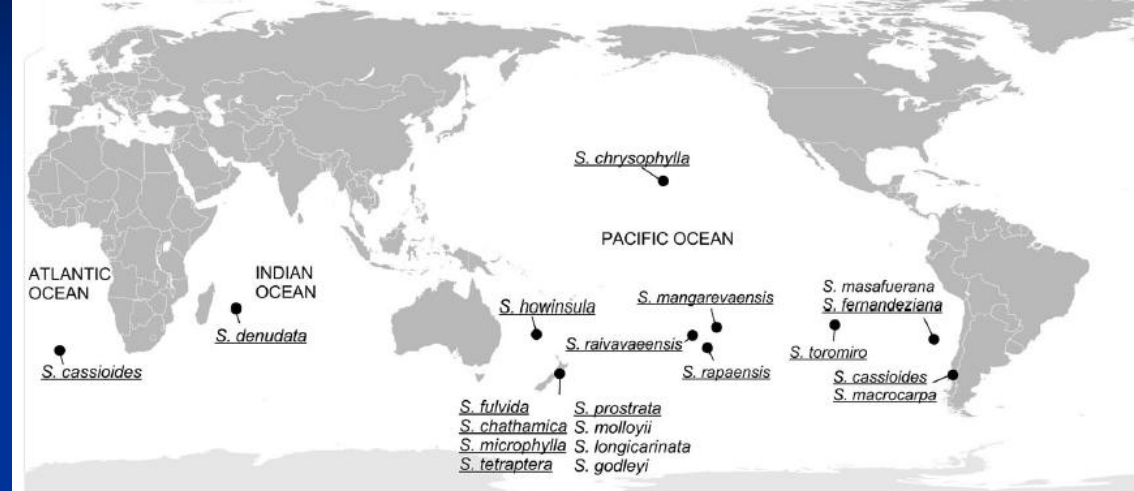 S. chrysophylla
PACIFIC OCEAN
ATLANTIC
OCEAN
INDIAN
OCEAN
S. denudata
S. cassioides
S. howinsula
S. mangarevaensis
S. raivavaeensis
S. rapaensis
S. masafuerana
S. fernandeziana
S. toromiro
S. cassioides
S. macrocarpa
S. fulvida
S. chathamica
S. microphylla
S. tetraptera
S. prostrata
S. molloyii
S. longicarinata
S. godleyi